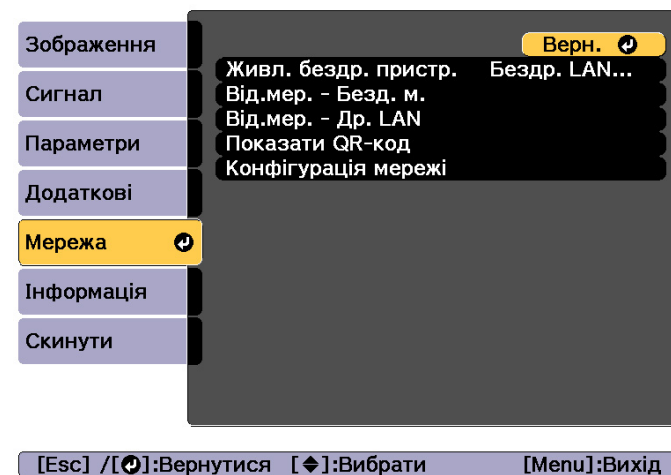 Зображення
Сигнал
Параметри
Додаткові
Мережа
Інформація
Скинути
Верн.
Живл. бездр. пристр. Бездр. LAN...
Від.мер. - Безд. м.
Від.мер. - Др. LAN
Показати QR-код
Конфігурація мережі
[Esc] /[]:Вернутися []:Вибрати [Menu]:Вихід